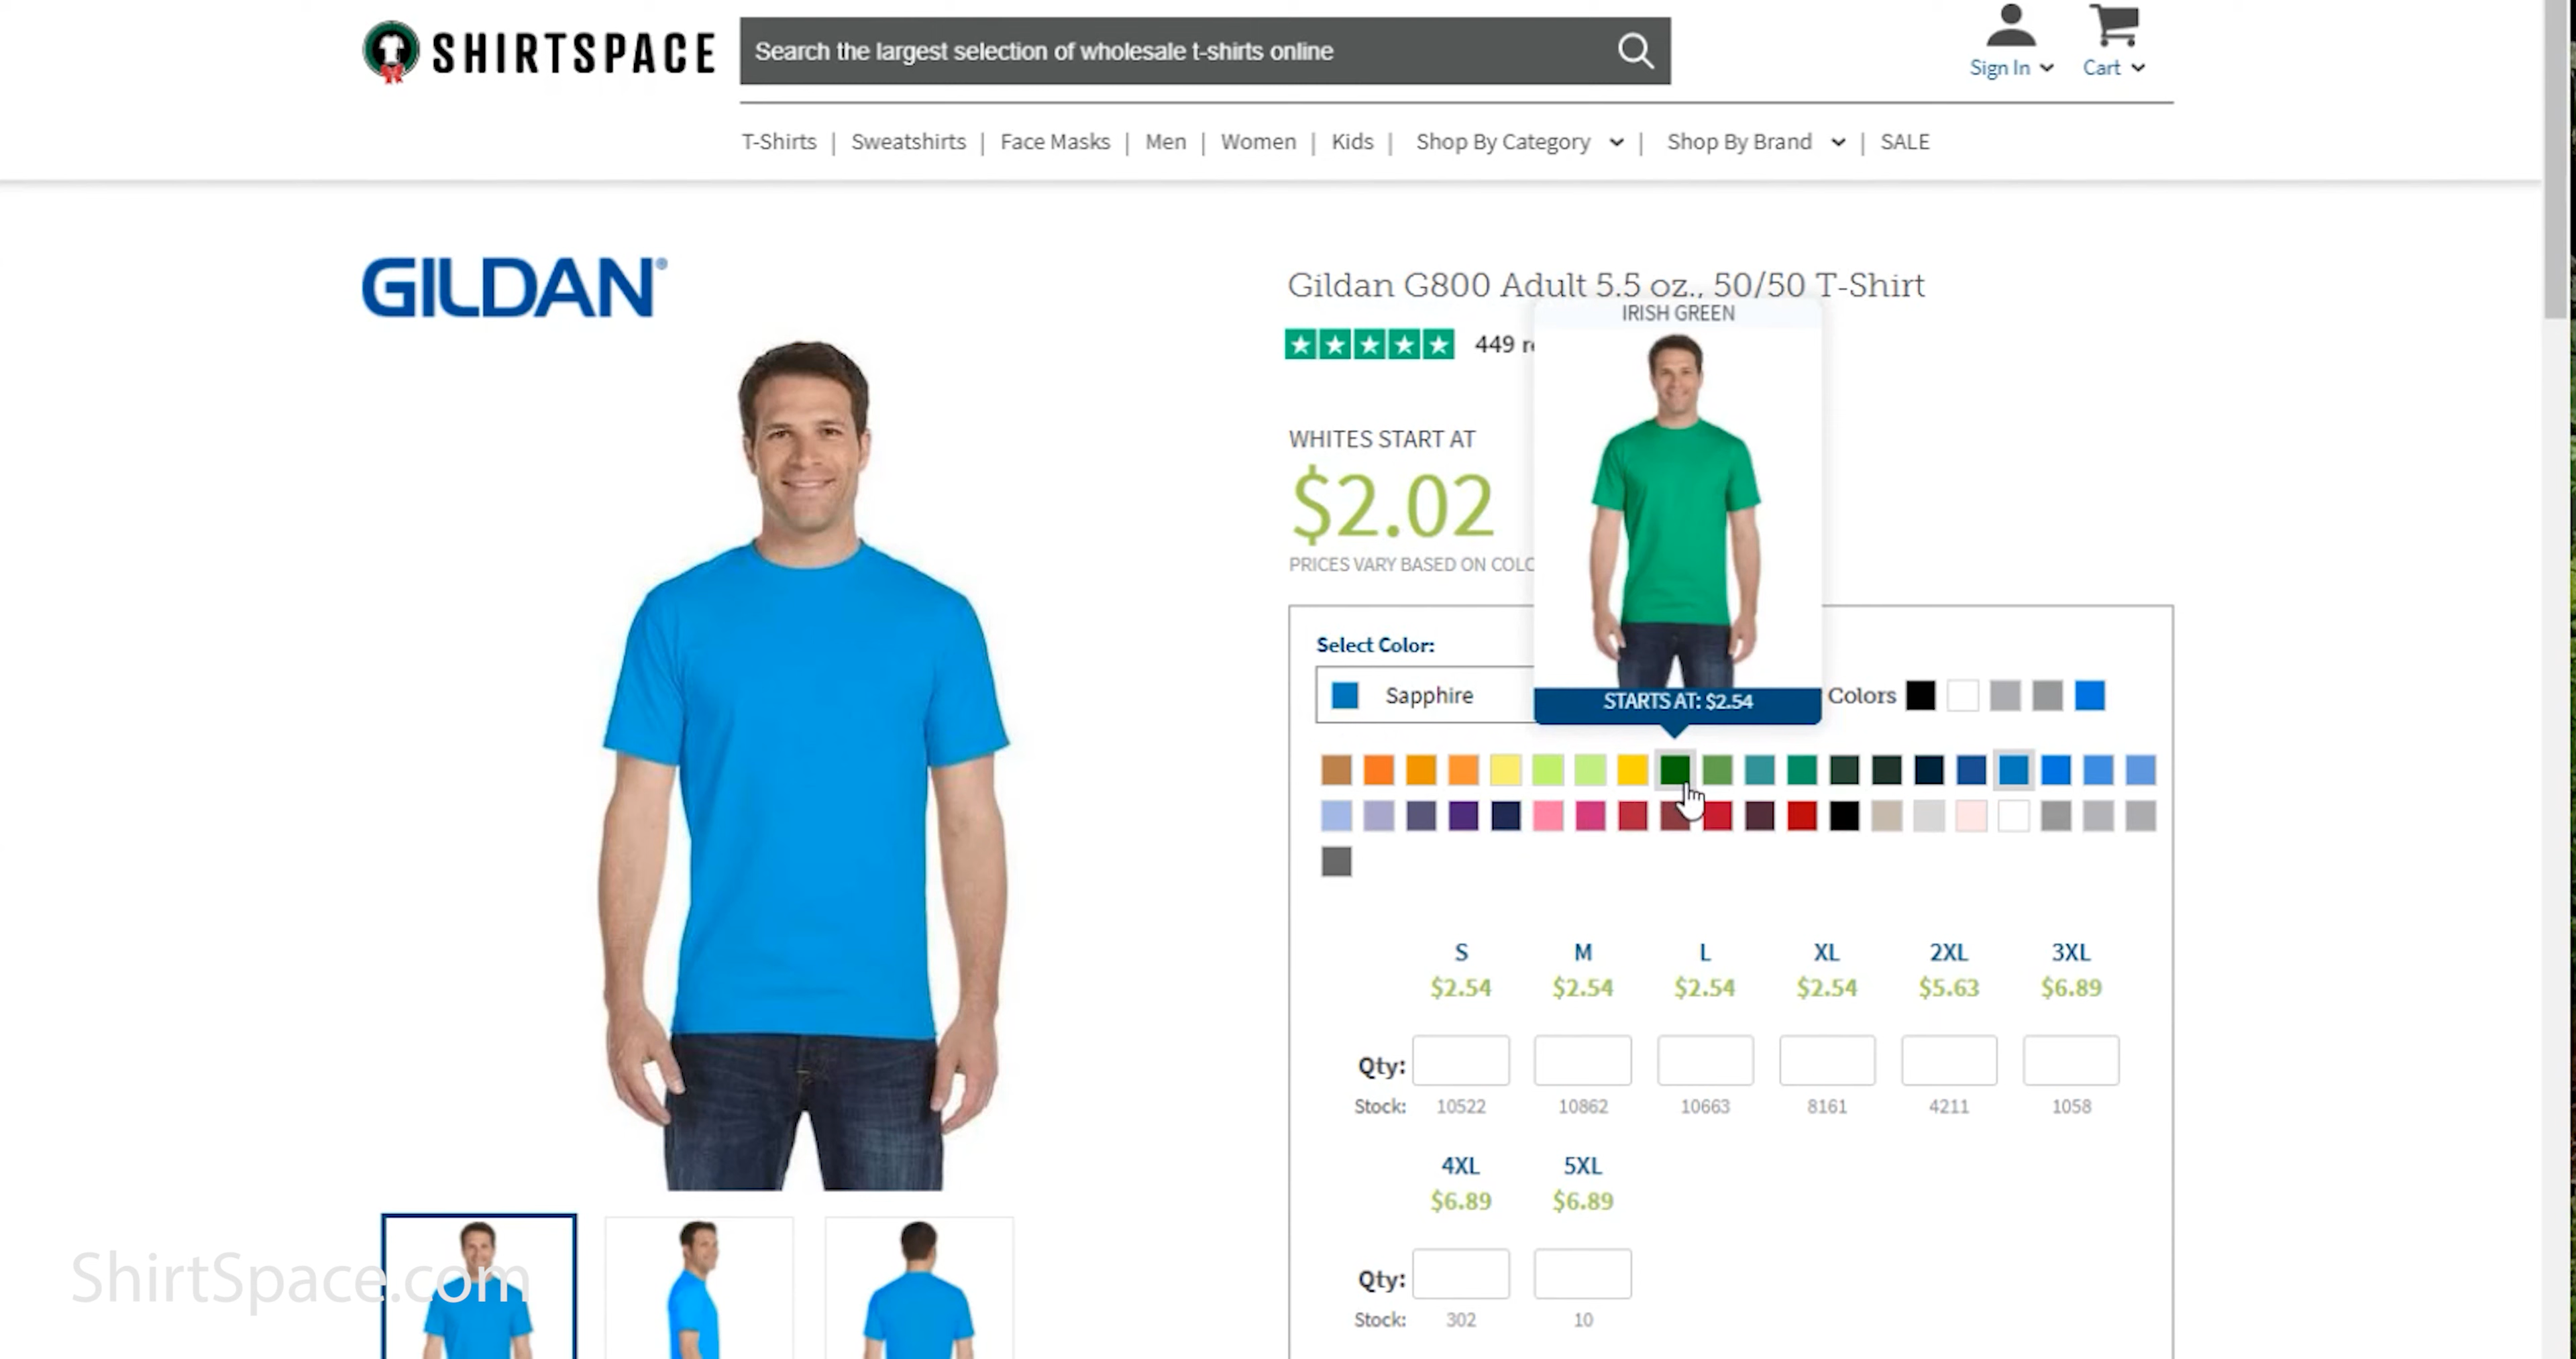 SHIRTSPACE
Search the largest selection of wholesale t-shirts online
Sign In
Cart
T-Shirts | Sweatshirts | Face Masks | Men | Women | Kids | Shop By Category | Shop By Brand | SALE
GILDAN®
Gildan G800 Adult 5.5 oz., 50/50 T-Shirt
IRISH GREEN
449
WHITES START AT
$2.02
PRICES VARY BASED ON
STARTS AT: $2.54
Select Color:
Sapphire
Colors
S M L XL 2XL 3XL
$2.54 $2.54 $2.54 $2.54 $5.63 $6.89
Qty:
Stock: 10522 10862 10663 8161 4211 1058
4XL 5XL
$6.89 $6.89
Qty:
Stock: 302 10
ShirtSpace.com